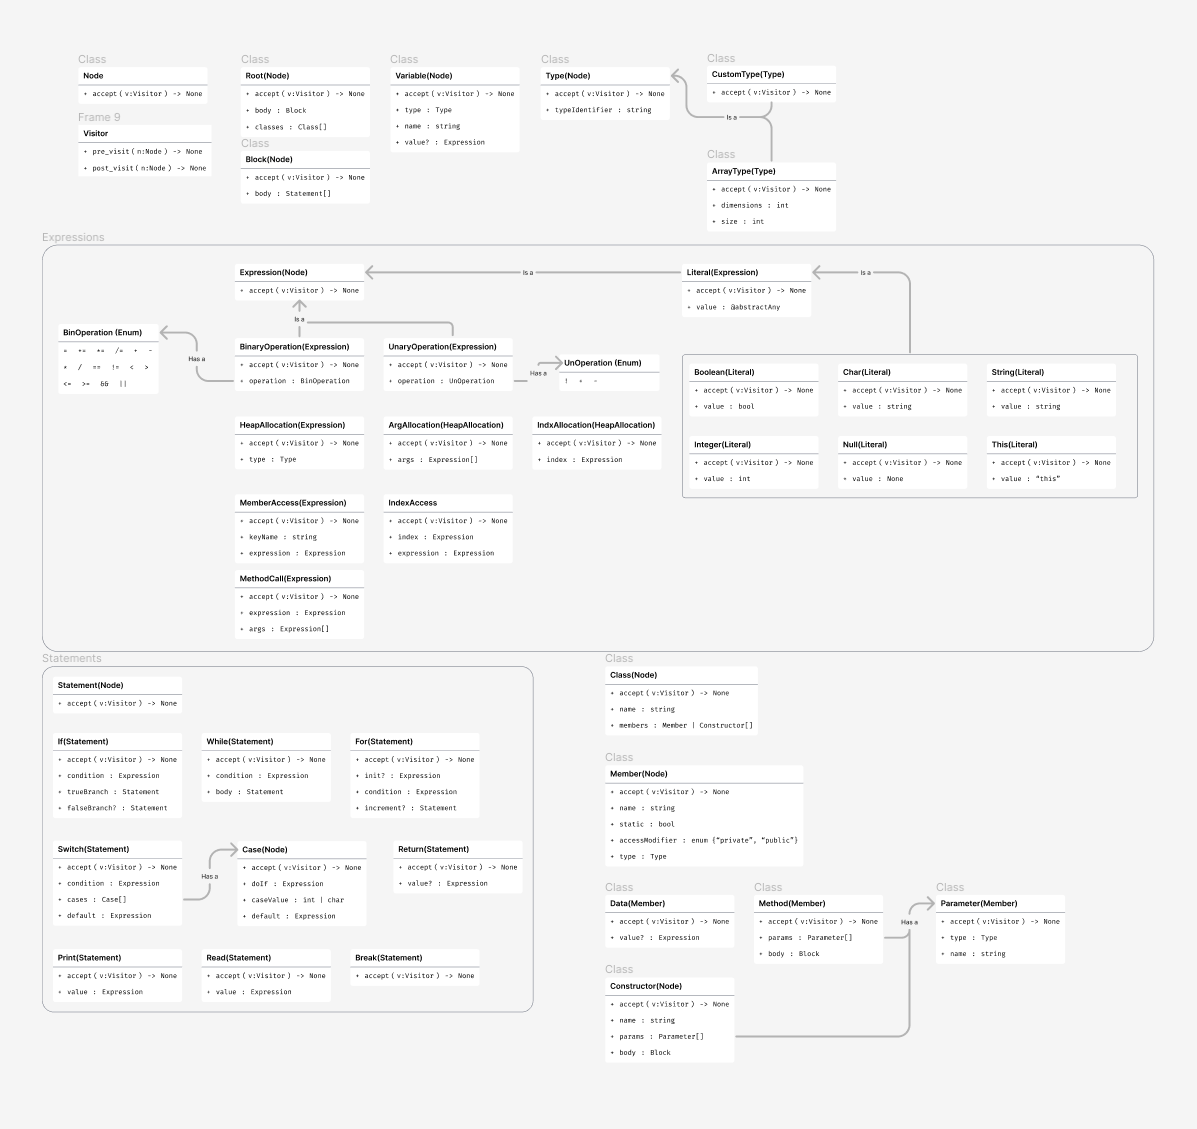 Class
Node
+ accept(v:Visitor) -> None
Frame 9
Visitor
+ pre_visit(n:Node) -> None
+ post_visit(n:Node) -> None
Class
Root(Node)
+ accept(v:Visitor) -> None
+ body : Block
+ classes : Class[]
Class
Block(Node)
+ accept(v:Visitor) -> None
+ body : Statement[]
Class
Variable(Node)
+ accept(v:Visitor) -> None
+ type : Type
+ name : string
+ value? : Expression
Class
Type(Node)
+ accept(v:Visitor) -> None
+ typeIdentifier : string
Class
CustomType(Type)
+ accept(v:Visitor) -> None
Is a
Class
ArrayType(Type)
+ accept(v:Visitor) -> None
+ dimensions : int
+ size : int
Expressions
Expression(Node)
+ accept(v:Visitor) -> None
Is a
Literal(Expression)
+ accept(v:Visitor) -> None
+ value : @abstractAny
Is a
Is a
BinOperation (Enum)
= += *= /= + -
* / == != < >
<= >= && ||
Has a
BinaryOperation(Expression)
+ accept(v:Visitor) -> None
+ operation : BinOperation
UnaryOperation(Expression)
+ accept(v:Visitor) -> None
+ operation : UnOperation
Has a
UnOperation (Enum)
! + -
Boolean(Literal)
+ accept(v:Visitor) -> None
+ value : bool
Char(Literal)
+ accept(v:Visitor) -> None
+ value : string
String(Literal)
+ accept(v:Visitor) -> None
+ value : string
Integer(Literal)
+ accept(v:Visitor) -> None
+ value : int
Null(Literal)
+ accept(v:Visitor) -> None
+ value : None
This(Literal)
+ accept(v:Visitor) -> None
+ value : "this"
HeapAllocation(Expression)
+ accept(v:Visitor) -> None
+ type : Type
ArgAllocation(HeapAllocation)
+ accept(v:Visitor) -> None
+ args : Expression[]
IndxAllocation(HeapAllocation)
+ accept(v:Visitor) -> None
+ index : Expression
MemberAccess(Expression)
+ accept(v:Visitor) -> None
+ keyName : string
+ expression : Expression
IndexAccess
+ accept(v:Visitor) -> None
+ index : Expression
+ expression : Expression
MethodCall(Expression)
+ accept(v:Visitor) -> None
+ expression : Expression
+ args : Expression[]
Statements
Statement(Node)
+ accept(v:Visitor) -> None
If(Statement)
+ accept(v:Visitor) -> None
+ condition : Expression
+ trueBranch : Statement
+ falseBranch? : Statement
While(Statement)
+ accept(v:Visitor) -> None
+ condition : Expression
+ body : Statement
For(Statement)
+ accept(v:Visitor) -> None
+ init? : Expression
+ condition : Expression
+ increment? : Statement
Switch(Statement)
+ accept(v:Visitor) -> None
+ condition : Expression
+ cases : Case[]
+ default : Expression
Has a
Case(Node)
+ accept(v:Visitor) -> None
+ doIf : Expression
+ caseValue : int | char
+ default : Expression
Return(Statement)
+ accept(v:Visitor) -> None
+ value? : Expression
Print(Statement)
+ accept(v:Visitor) -> None
+ value : Expression
Read(Statement)
+ accept(v:Visitor) -> None
+ value : Expression
Break(Statement)
+ accept(v:Visitor) -> None
Class
Class(Node)
+ accept(v:Visitor) -> None
+ name : string
+ members : Member | Constructor[]
Class
Member(Node)
+ accept(v:Visitor) -> None
+ name : string
+ static : bool
+ accessModifier : enum {"private", "public"}
+ type : Type
Class
Data(Member)
+ accept(v:Visitor) -> None
+ value? : Expression
Class
Method(Member)
+ accept(v:Visitor) -> None
+ params : Parameter[]
+ body : Block
Has a
Class
Parameter(Member)
+ accept(v:Visitor) -> None
+ type : Type
+ name : string
Class
Constructor(Node)
+ accept(v:Visitor) -> None
+ name : string
+ params : Parameter[]
+ body : Block